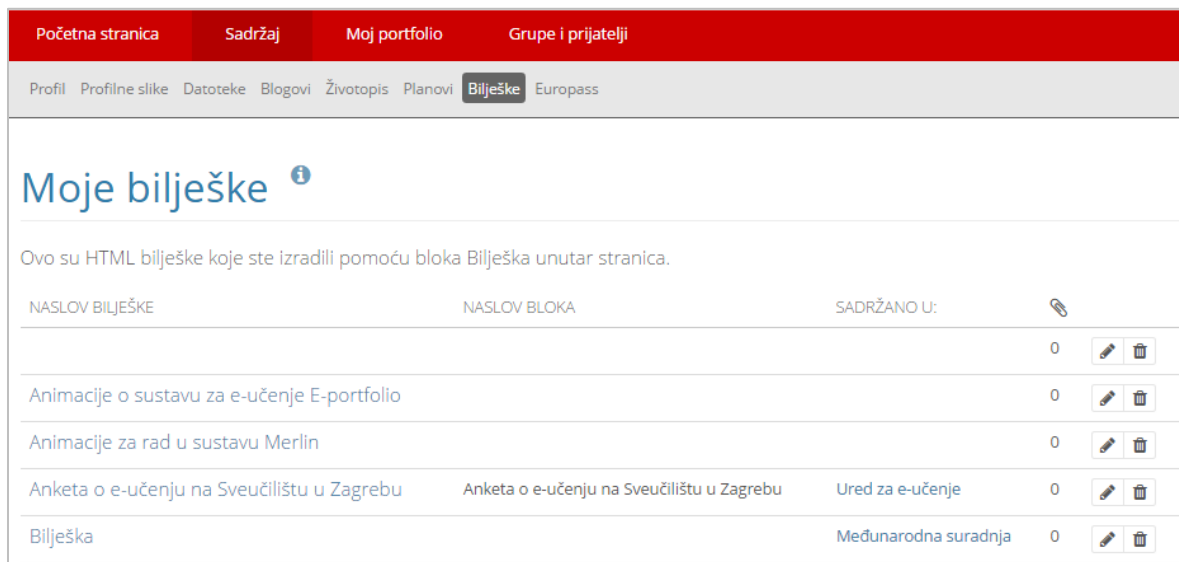 Početna stranica Sadržaj Moj portfolio Grupe i prijatelji
Profil Profilne slike Datoteke Blogovi Životopis Planovi Bilješke Europass
Moje bilješke
Ovo su HTML bilješke koje ste izradili pomoću bloka Bilješka unutar stranica.
NASLOV BILJEŠKE NASLOV BLOKA SADRŽANO U:
0
Animacije o sustavu za e-učenje E-portfolio 0
Animacije za rad u sustavu Merlin 0
Anketa o e-učenju na Sveučilištu u Zagrebu Anketa o e-učenju na Sveučilištu u Zagrebu Ured za e-učenje 0
Bilješka Međunarodna suradnja 0